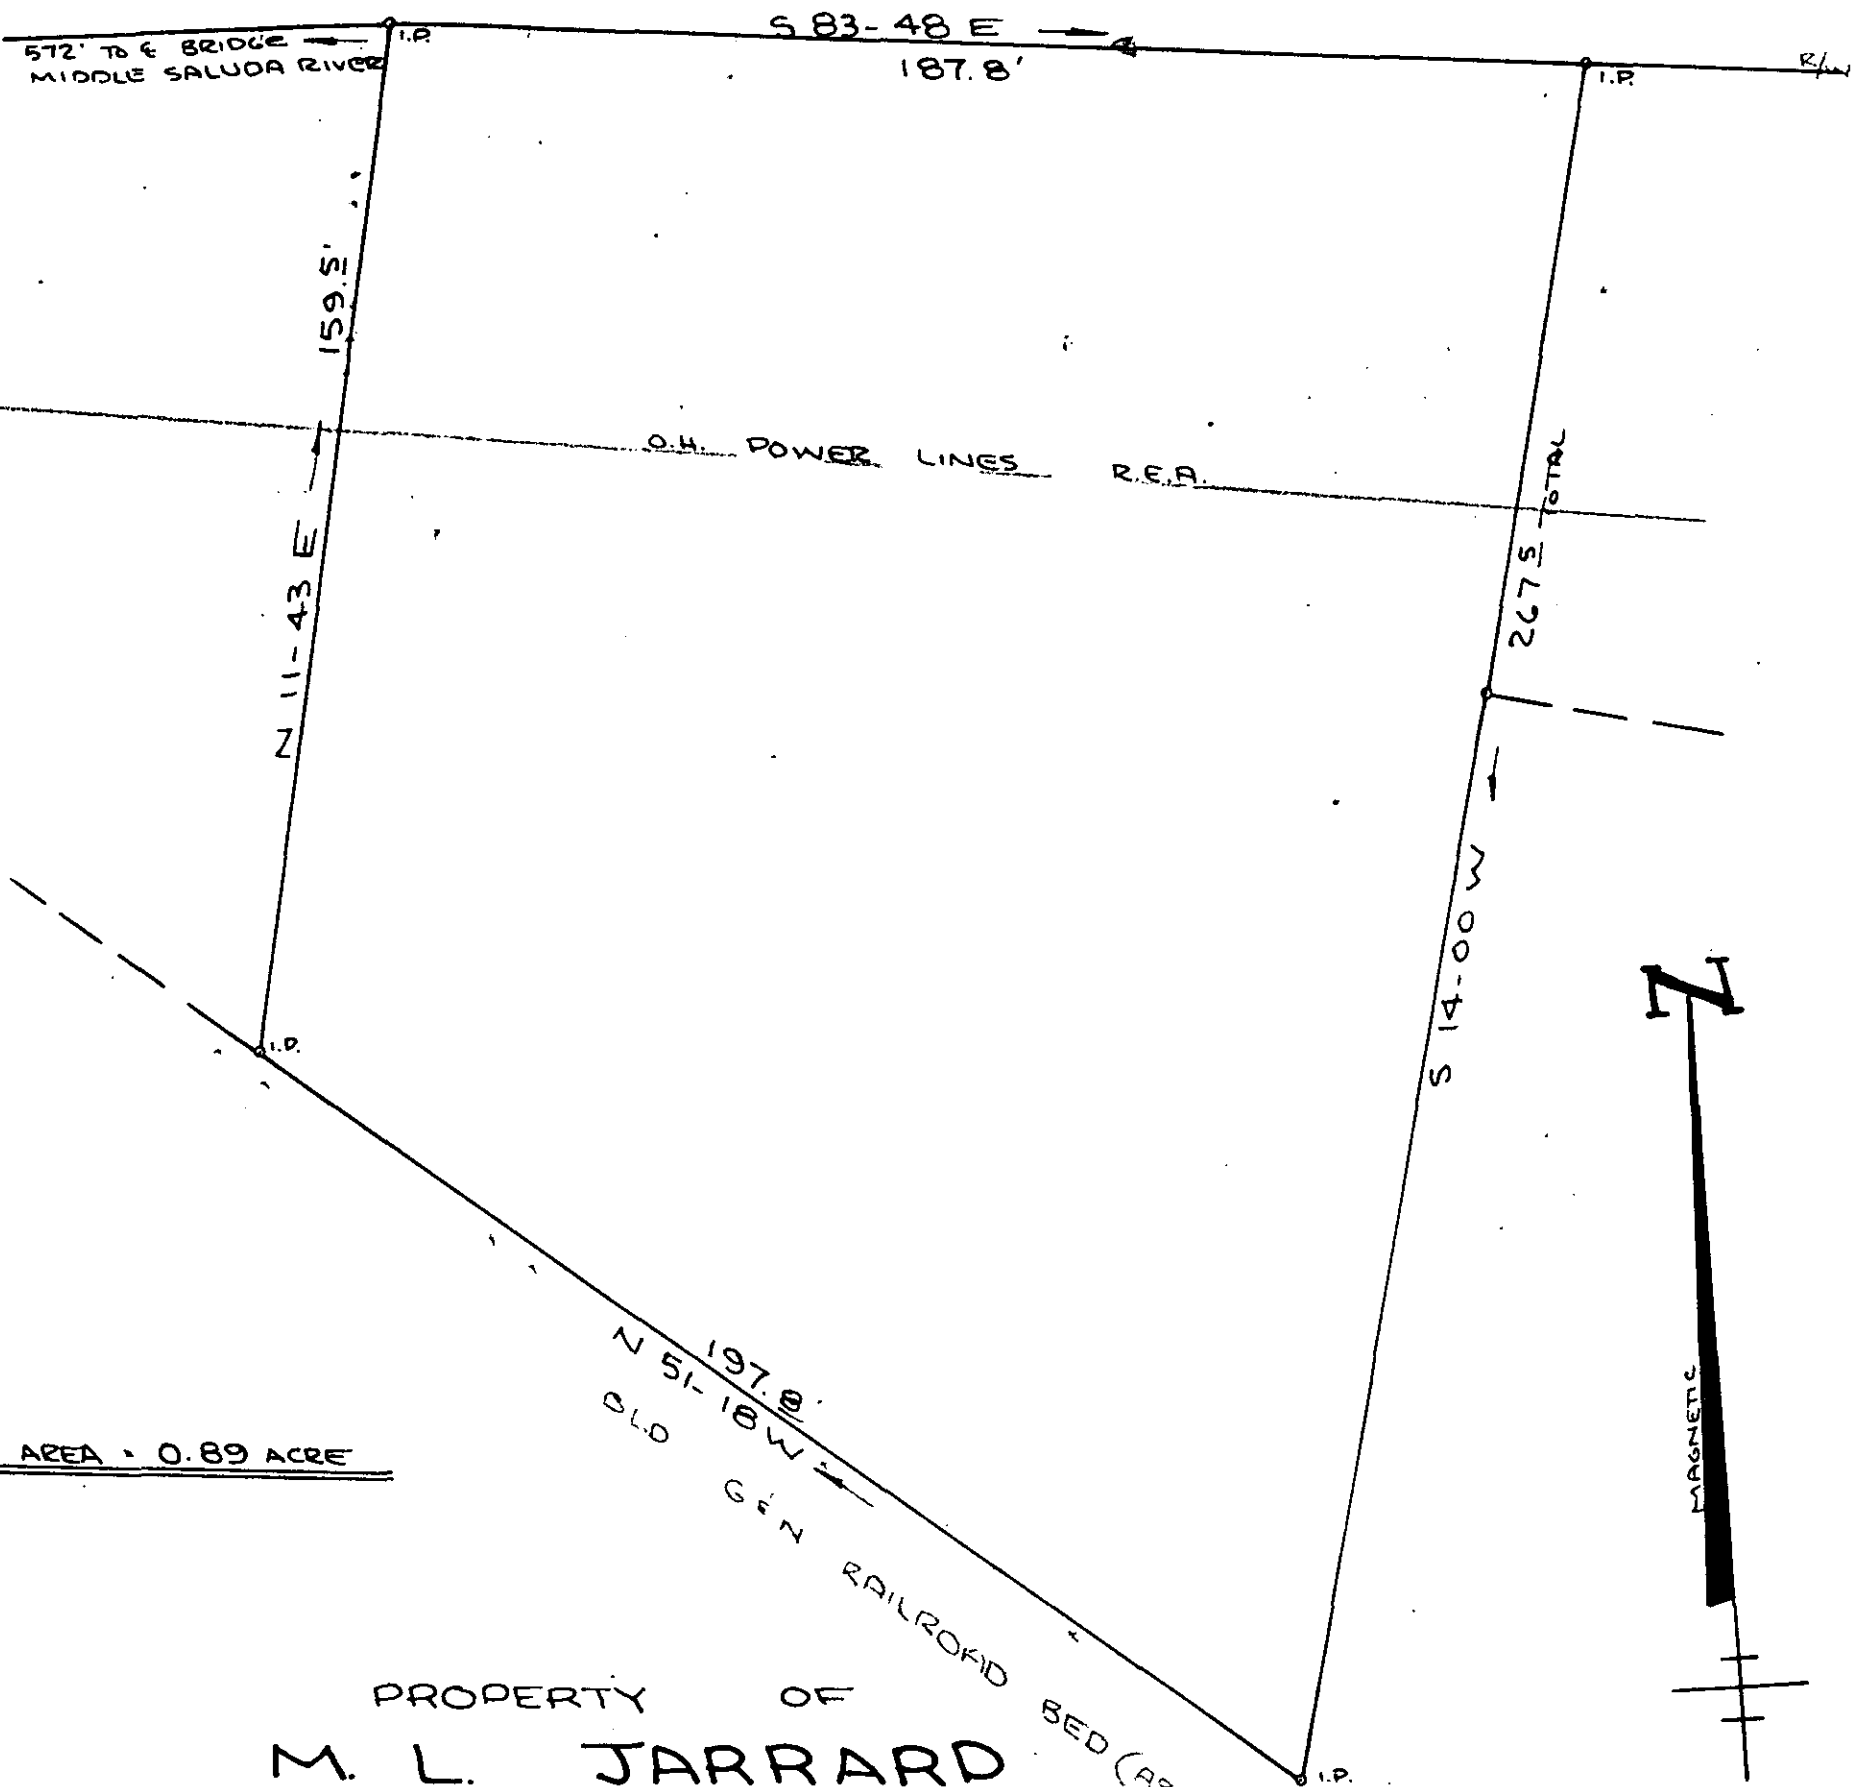 S 83-48 E
187.8'
572' TO ℄ BRIDGE
MIDDLE SALUDA RIVER
I.P.
I.P.
R/W
159.5'
N 11-43 E
O.H. POWER LINES R.E.A.
267.5 TOTAL
S 14-00 W
I.P.
N
MAGNETIC
197.8'
N 51-18 W
OLD G & N RAILROAD BED
AREA = 0.89 ACRE
PROPERTY OF
M. L. JARRARD
I.P.